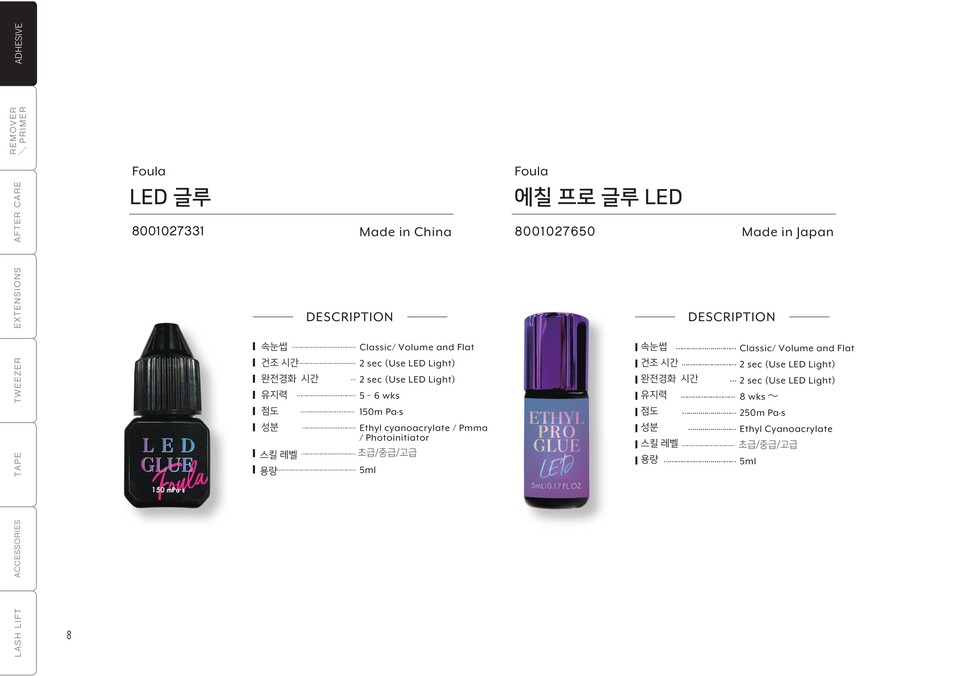 ADHESIVE
REMOVER
/ PRIMER
AFTER CARE
EXTENSIONS
TWEEZER
TAPE
ACCESSORIES
LASH LIFT
Foula
LED 글루
8001027331 Made in China
DESCRIPTION
속눈썹 Classic/ Volume and Flat
건조 시간 2 sec (Use LED Light)
완전경화 시간 2 sec (Use LED Light)
유지력 5 - 6 wks
점도 150m Pa·s
성분 Ethyl cyanoacrylate / Pmma
/ Photoinitiator
스킬 레벨 초급/중급/고급
용량 5ml
LED
GLUE
Foula
150 mPa·s
Foula
에칠 프로 글루 LED
8001027650 Made in Japan
DESCRIPTION
속눈썹 Classic/ Volume and Flat
건조 시간 2 sec (Use LED Light)
완전경화 시간 2 sec (Use LED Light)
유지력 8 wks ~
점도 250m Pa·s
성분 Ethyl Cyanoacrylate
스킬 레벨 초급/중급/고급
용량 5ml
ETHYL
PRO
GLUE
LED
5mL/0.17 FL.OZ.
8